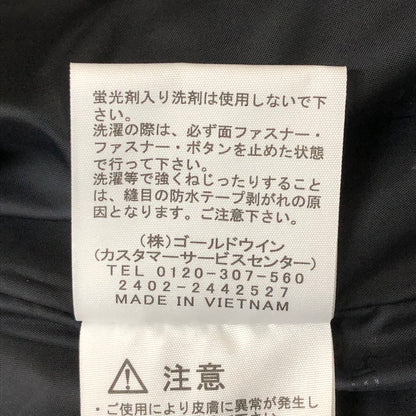 蛍光剤入り洗剤は使用しないで下
さい。
洗濯の際は、必ず面ファスナー・
ファスナー・ボタンを止めた状態
で行って下さい。
洗濯等で強くねじったりすること
は、縫目の防水テープ剥がれの原
因となります。ご注意下さい。
(株)ゴールドウイン
(カスタマーサービスセンター)
TEL 0120-307-560
2402-2442527
MADE IN VIETNAM
注意
・ご使用により皮膚に異常が発生し